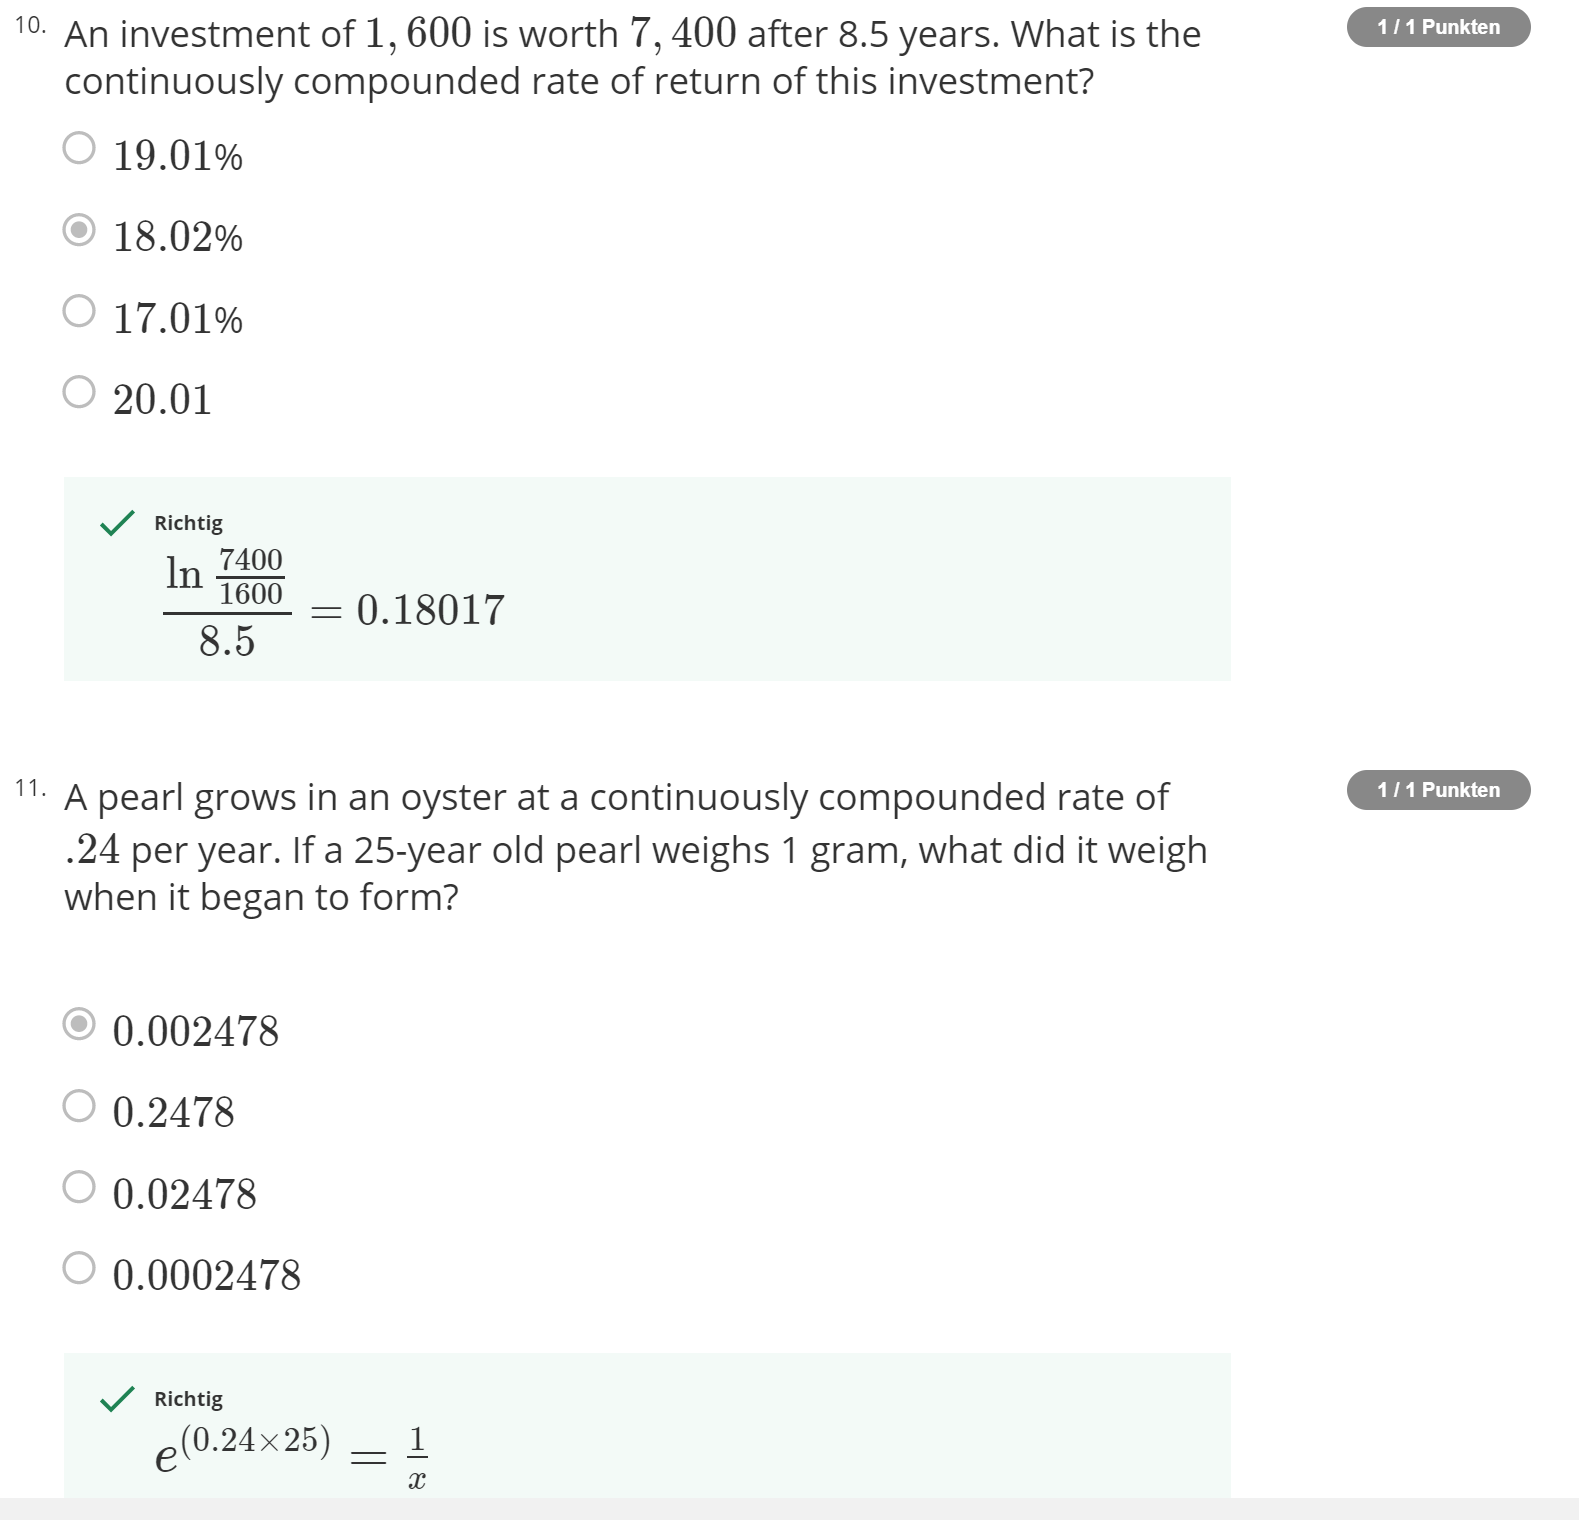 10. An investment of 1, 600 is worth 7, 400 after 8.5 years. What is the
1 / 1 Punkten
continuously compounded rate of return of this investment?
19.01%
18.02%
17.01%
20.01
Richtig
ln 7400/1600
/ 8.5 = 0.18017
11. A pearl grows in an oyster at a continuously compounded rate of
1 / 1 Punkten
.24 per year. If a 25-year old pearl weighs 1 gram, what did it weigh
when it began to form?
0.002478
0.2478
0.02478
0.0002478
Richtig
e^(0.24×25) = 1/x